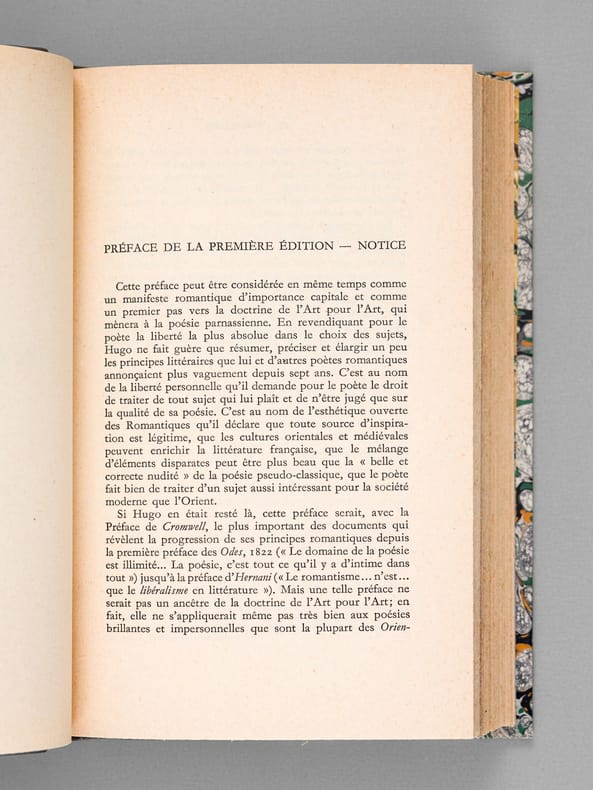 PRÉFACE DE LA PREMIÈRE ÉDITION — NOTICE
Cette préface peut être considérée en même temps comme
un manifeste romantique d'importance capitale et comme
un premier pas vers la doctrine de l'Art pour l'Art, qui
mènera à la poésie parnassienne. En revendiquant pour le
poète la liberté la plus absolue dans le choix des sujets,
Hugo ne fait guère que résumer, préciser et élargir un peu
les principes littéraires que lui et d'autres poètes romantiques
annonçaient plus vaguement depuis sept ans. C'est au nom
de la liberté personnelle qu'il demande pour le poète le droit
de traiter de tout sujet qui lui plaît et de n'être jugé que sur
la qualité de sa poésie. C'est au nom de l'esthétique ouverte
des Romantiques qu'il déclare que toute source d'inspira-
tion est légitime, que les cultures orientales et médiévales
peuvent enrichir la littérature française, que le mélange
d'éléments disparates peut être plus beau que la « belle et
correcte nudité » de la poésie pseudo-classique, que le poète
fait bien de traiter d'un sujet aussi intéressant pour la société
moderne que l'Orient.
Si Hugo en était resté là, cette préface serait, avec la
Préface de Cromwell, le plus important des documents qui
révèlent la progression de ses principes romantiques depuis
la première préface des Odes, 1822 (« Le domaine de la poésie
est illimité... La poésie, c'est tout ce qu'il y a d'intime dans
tout ») jusqu'à la préface d'Hernani (« Le romantisme... n'est...
que le libéralisme en littérature »). Mais une telle préface ne
serait pas un ancêtre de la doctrine de l'Art pour l'Art; en
fait, elle ne s'appliquerait même pas très bien aux poésies
brillantes et impersonnelles que sont la plupart des Orien-